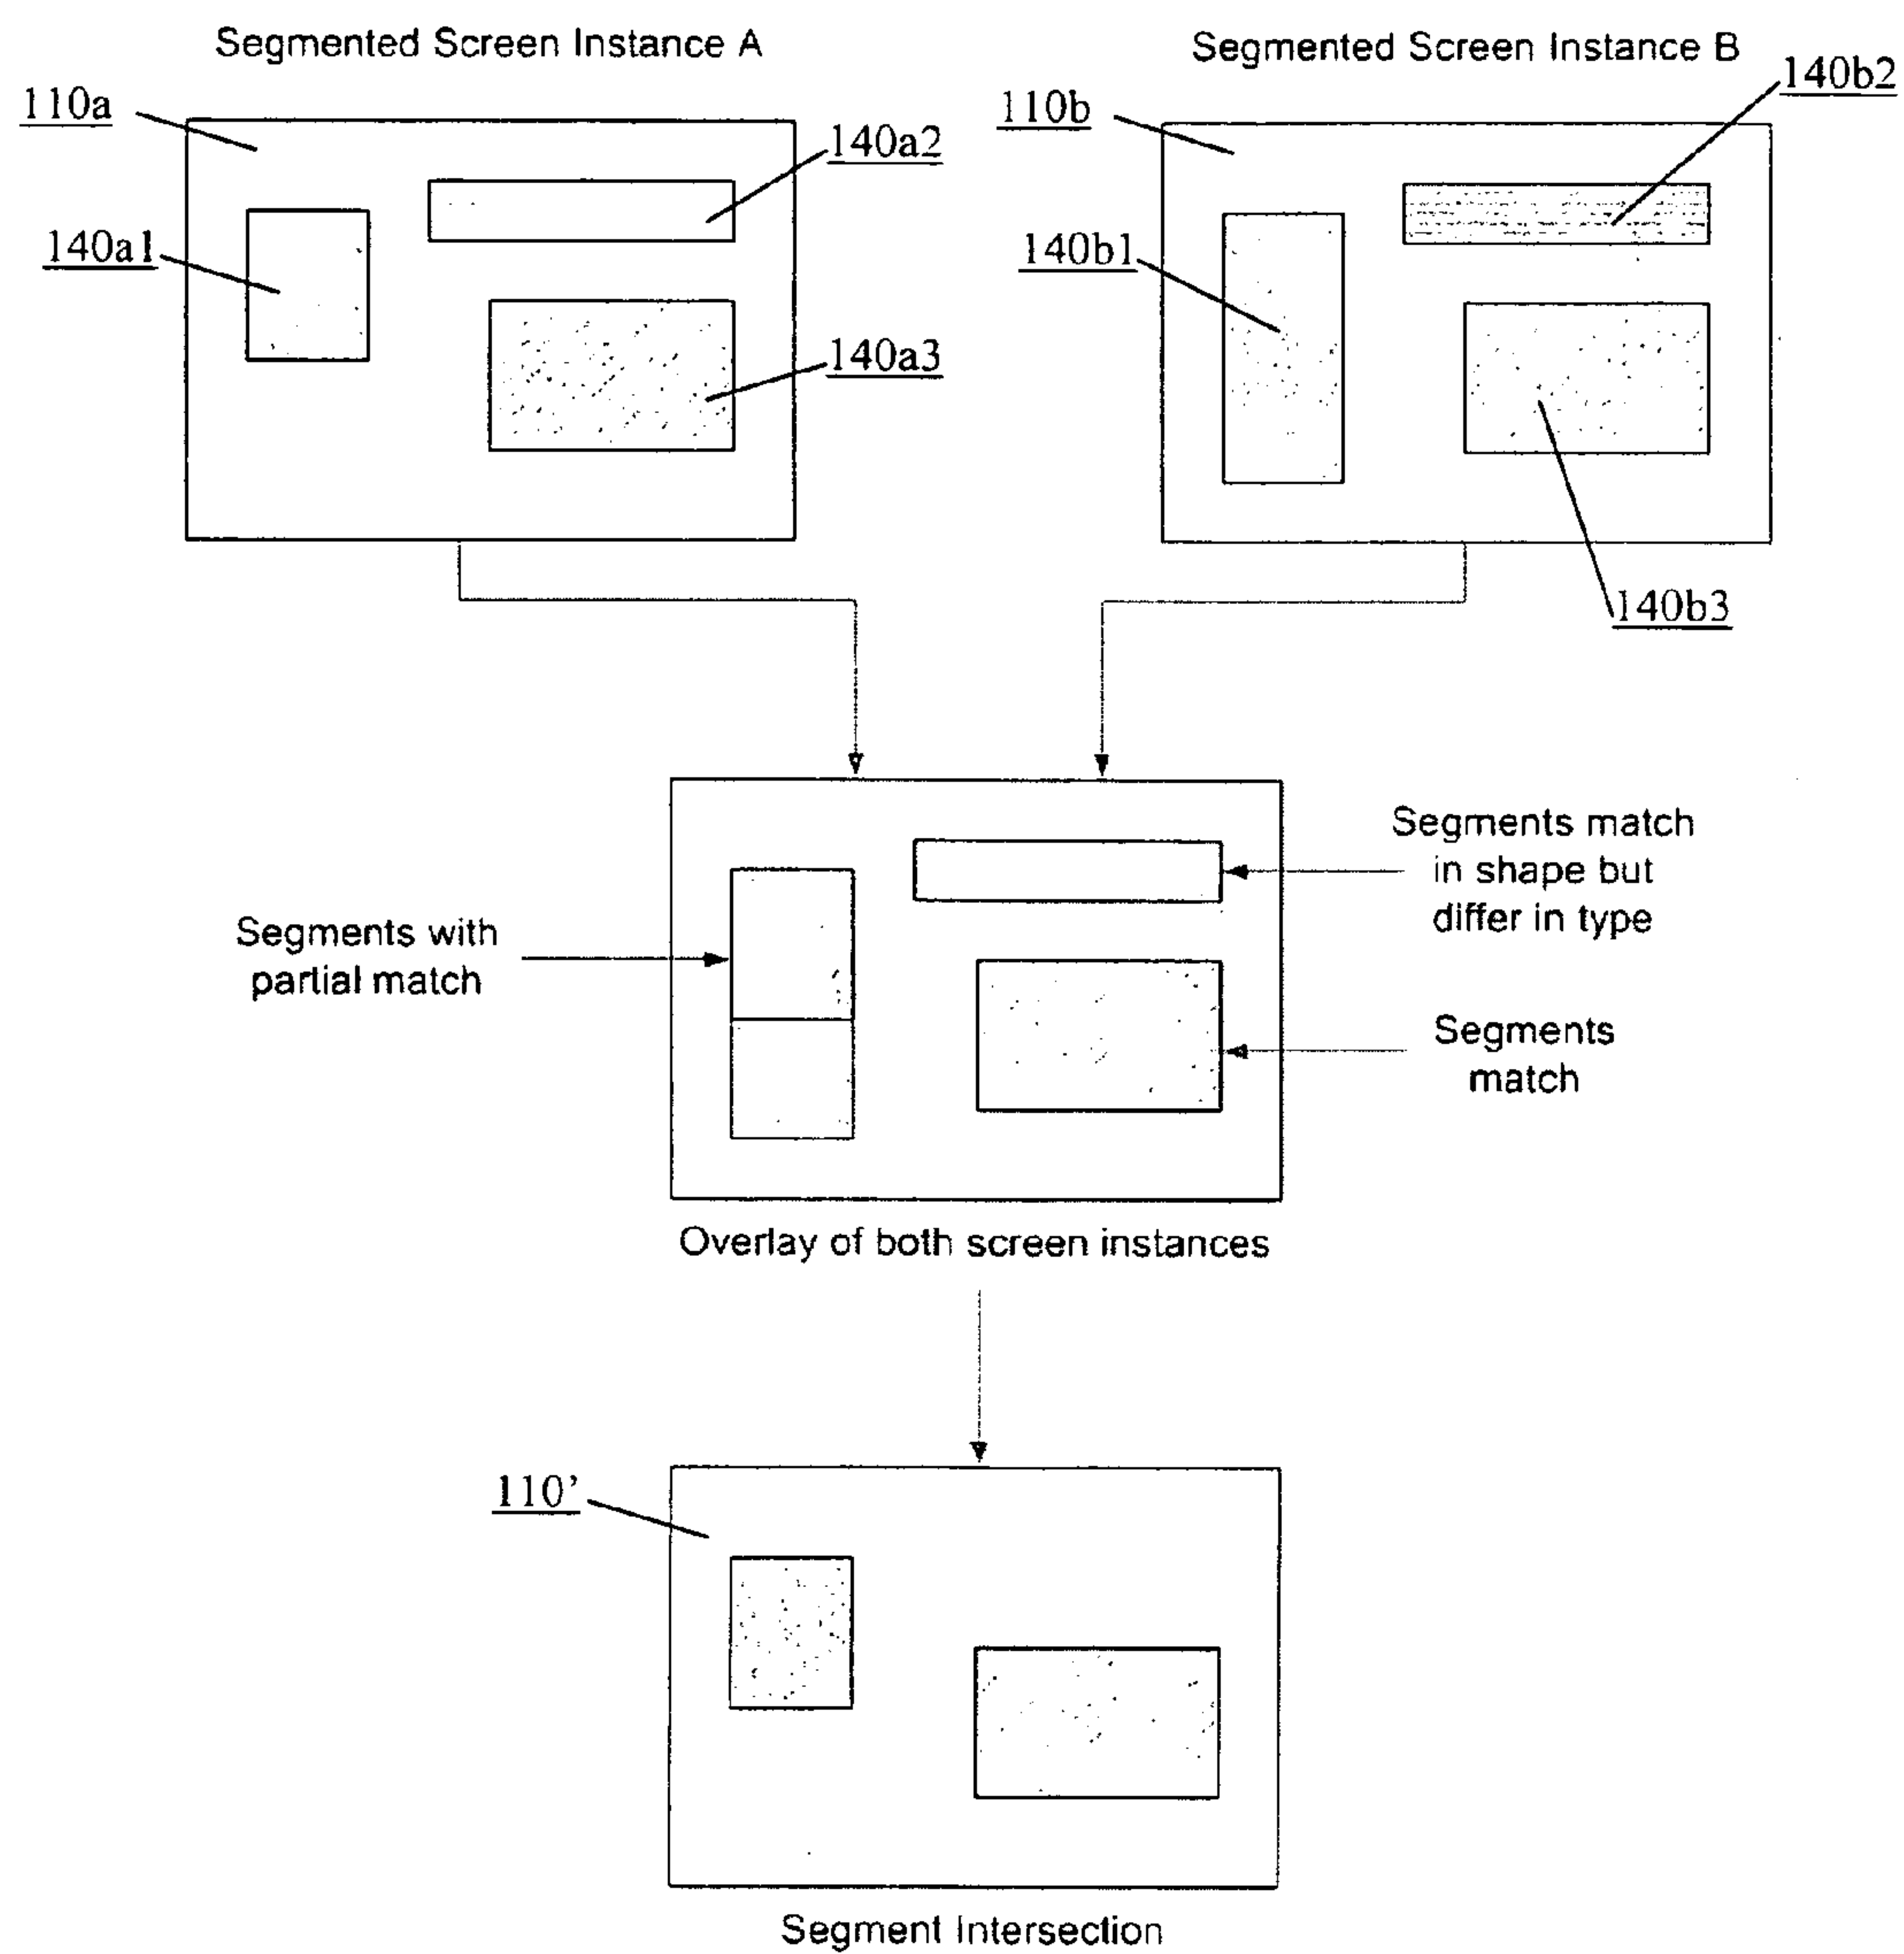 Segmented Screen Instance A
Segmented Screen Instance B
110a
140a2
140a1
140a3
110b
140b2
140b1
140b3
Segments with
partial match
Segments match
in shape but
differ in type
Segments
match
Overlay of both screen instances
110’
Segment Intersection